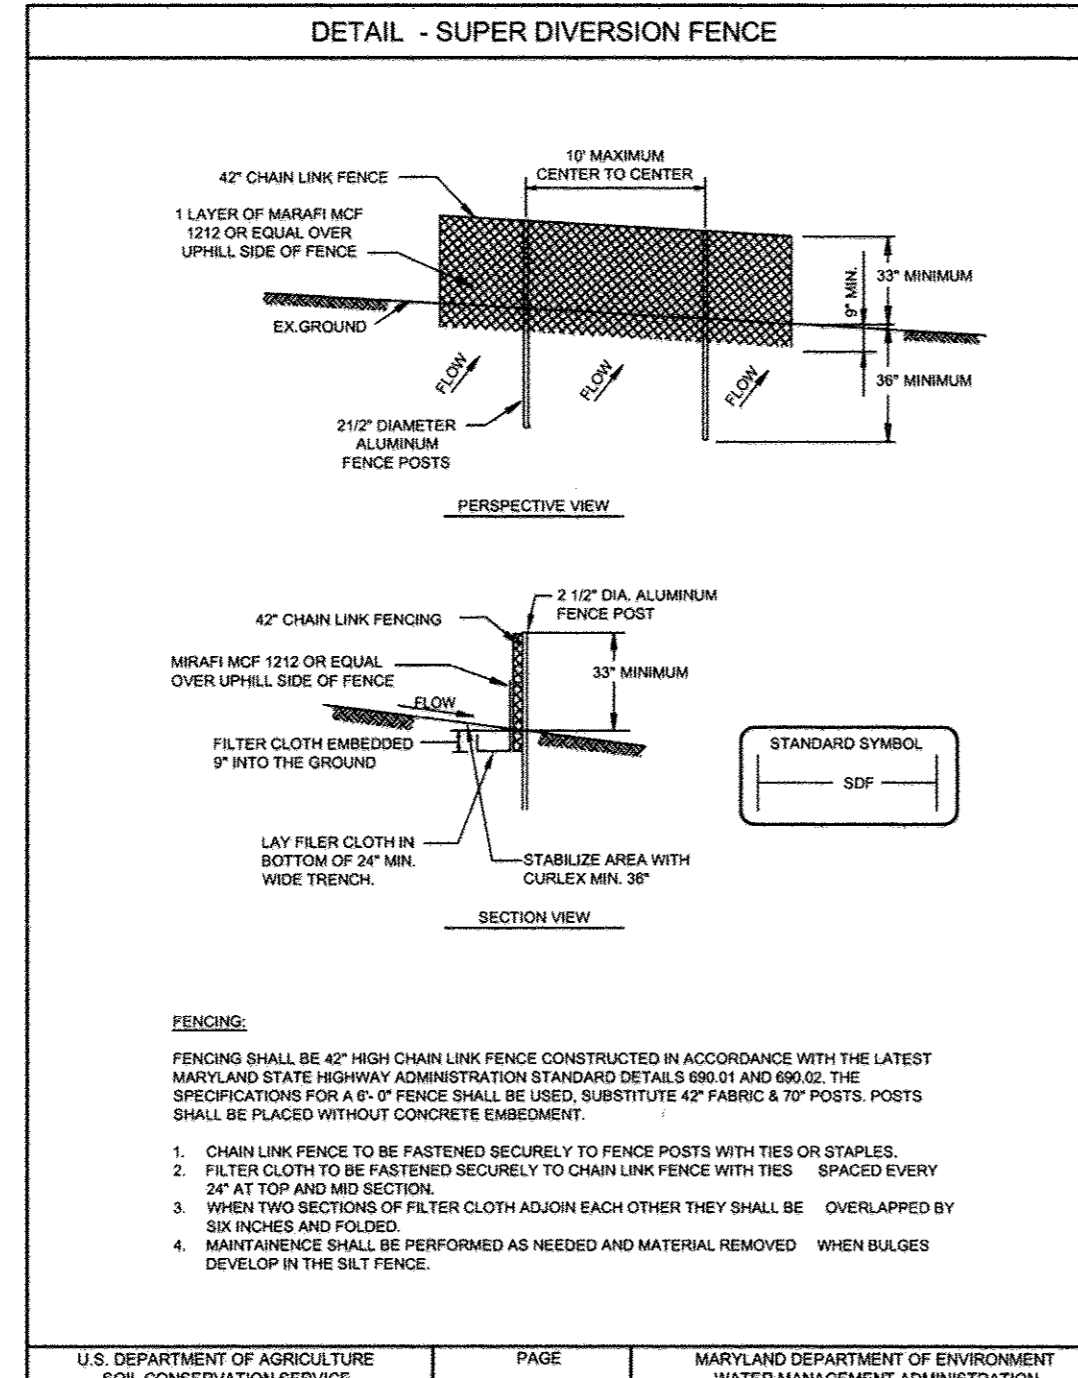 DETAIL - SUPER DIVERSION FENCE
10' MAXIMUM
CENTER TO CENTER
42" CHAIN LINK FENCE
1 LAYER OF MARAFI MCF
1212 OR EQUAL OVER
UPHILL SIDE OF FENCE
EX.GROUND
33" MINIMUM
9" MIN.
36" MINIMUM
FLOW
FLOW
FLOW
21/2" DIAMETER
ALUMINUM
FENCE POSTS
PERSPECTIVE VIEW
2 1/2" DIA. ALUMINUM
FENCE POST
42" CHAIN LINK FENCING
MIRAFI MCF 1212 OR EQUAL
OVER UPHILL SIDE OF FENCE
33" MINIMUM
FLOW
FILTER CLOTH EMBEDDED
9" INTO THE GROUND
LAY FILER CLOTH IN
BOTTOM OF 24" MIN.
WIDE TRENCH.
STABILIZE AREA WITH
CURLEX MIN. 36"
SECTION VIEW
STANDARD SYMBOL
SDF
FENCING:
FENCING SHALL BE 42" HIGH CHAIN LINK FENCE CONSTRUCTED IN ACCORDANCE WITH THE LATEST
MARYLAND STATE HIGHWAY ADMINISTRATION STANDARD DETAILS 690.01 AND 690.02. THE
SPECIFICATIONS FOR A 6'- 0" FENCE SHALL BE USED, SUBSTITUTE 42" FABRIC & 70" POSTS. POSTS
SHALL BE PLACED WITHOUT CONCRETE EMBEDMENT.
1. CHAIN LINK FENCE TO BE FASTENED SECURELY TO FENCE POSTS WITH TIES OR STAPLES.
2. FILTER CLOTH TO BE FASTENED SECURELY TO CHAIN LINK FENCE WITH TIES SPACED EVERY
24" AT TOP AND MID SECTION.
3. WHEN TWO SECTIONS OF FILTER CLOTH ADJOIN EACH OTHER THEY SHALL BE OVERLAPPED BY
SIX INCHES AND FOLDED.
4. MAINTAINENCE SHALL BE PERFORMED AS NEEDED AND MATERIAL REMOVED WHEN BULGES
DEVELOP IN THE SILT FENCE.
U.S. DEPARTMENT OF AGRICULTURE
SOIL CONSERVATION SERVICE
PAGE
MARYLAND DEPARTMENT OF ENVIRONMENT
WATER MANAGEMENT ADMINISTRATION